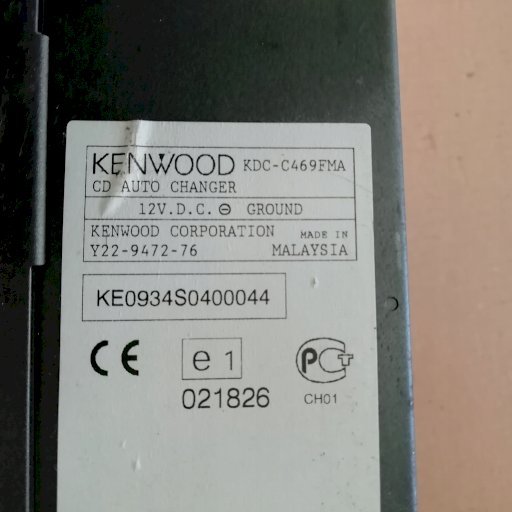 KENWOOD KDC-C469FMA
CD AUTO CHANGER
12V.D.C. ⊖ GROUND
KENWOOD CORPORATION MADE IN
Y22-9472-76 MALAYSIA
KE0934S0400044
CE e1 PCT
021826 CH01